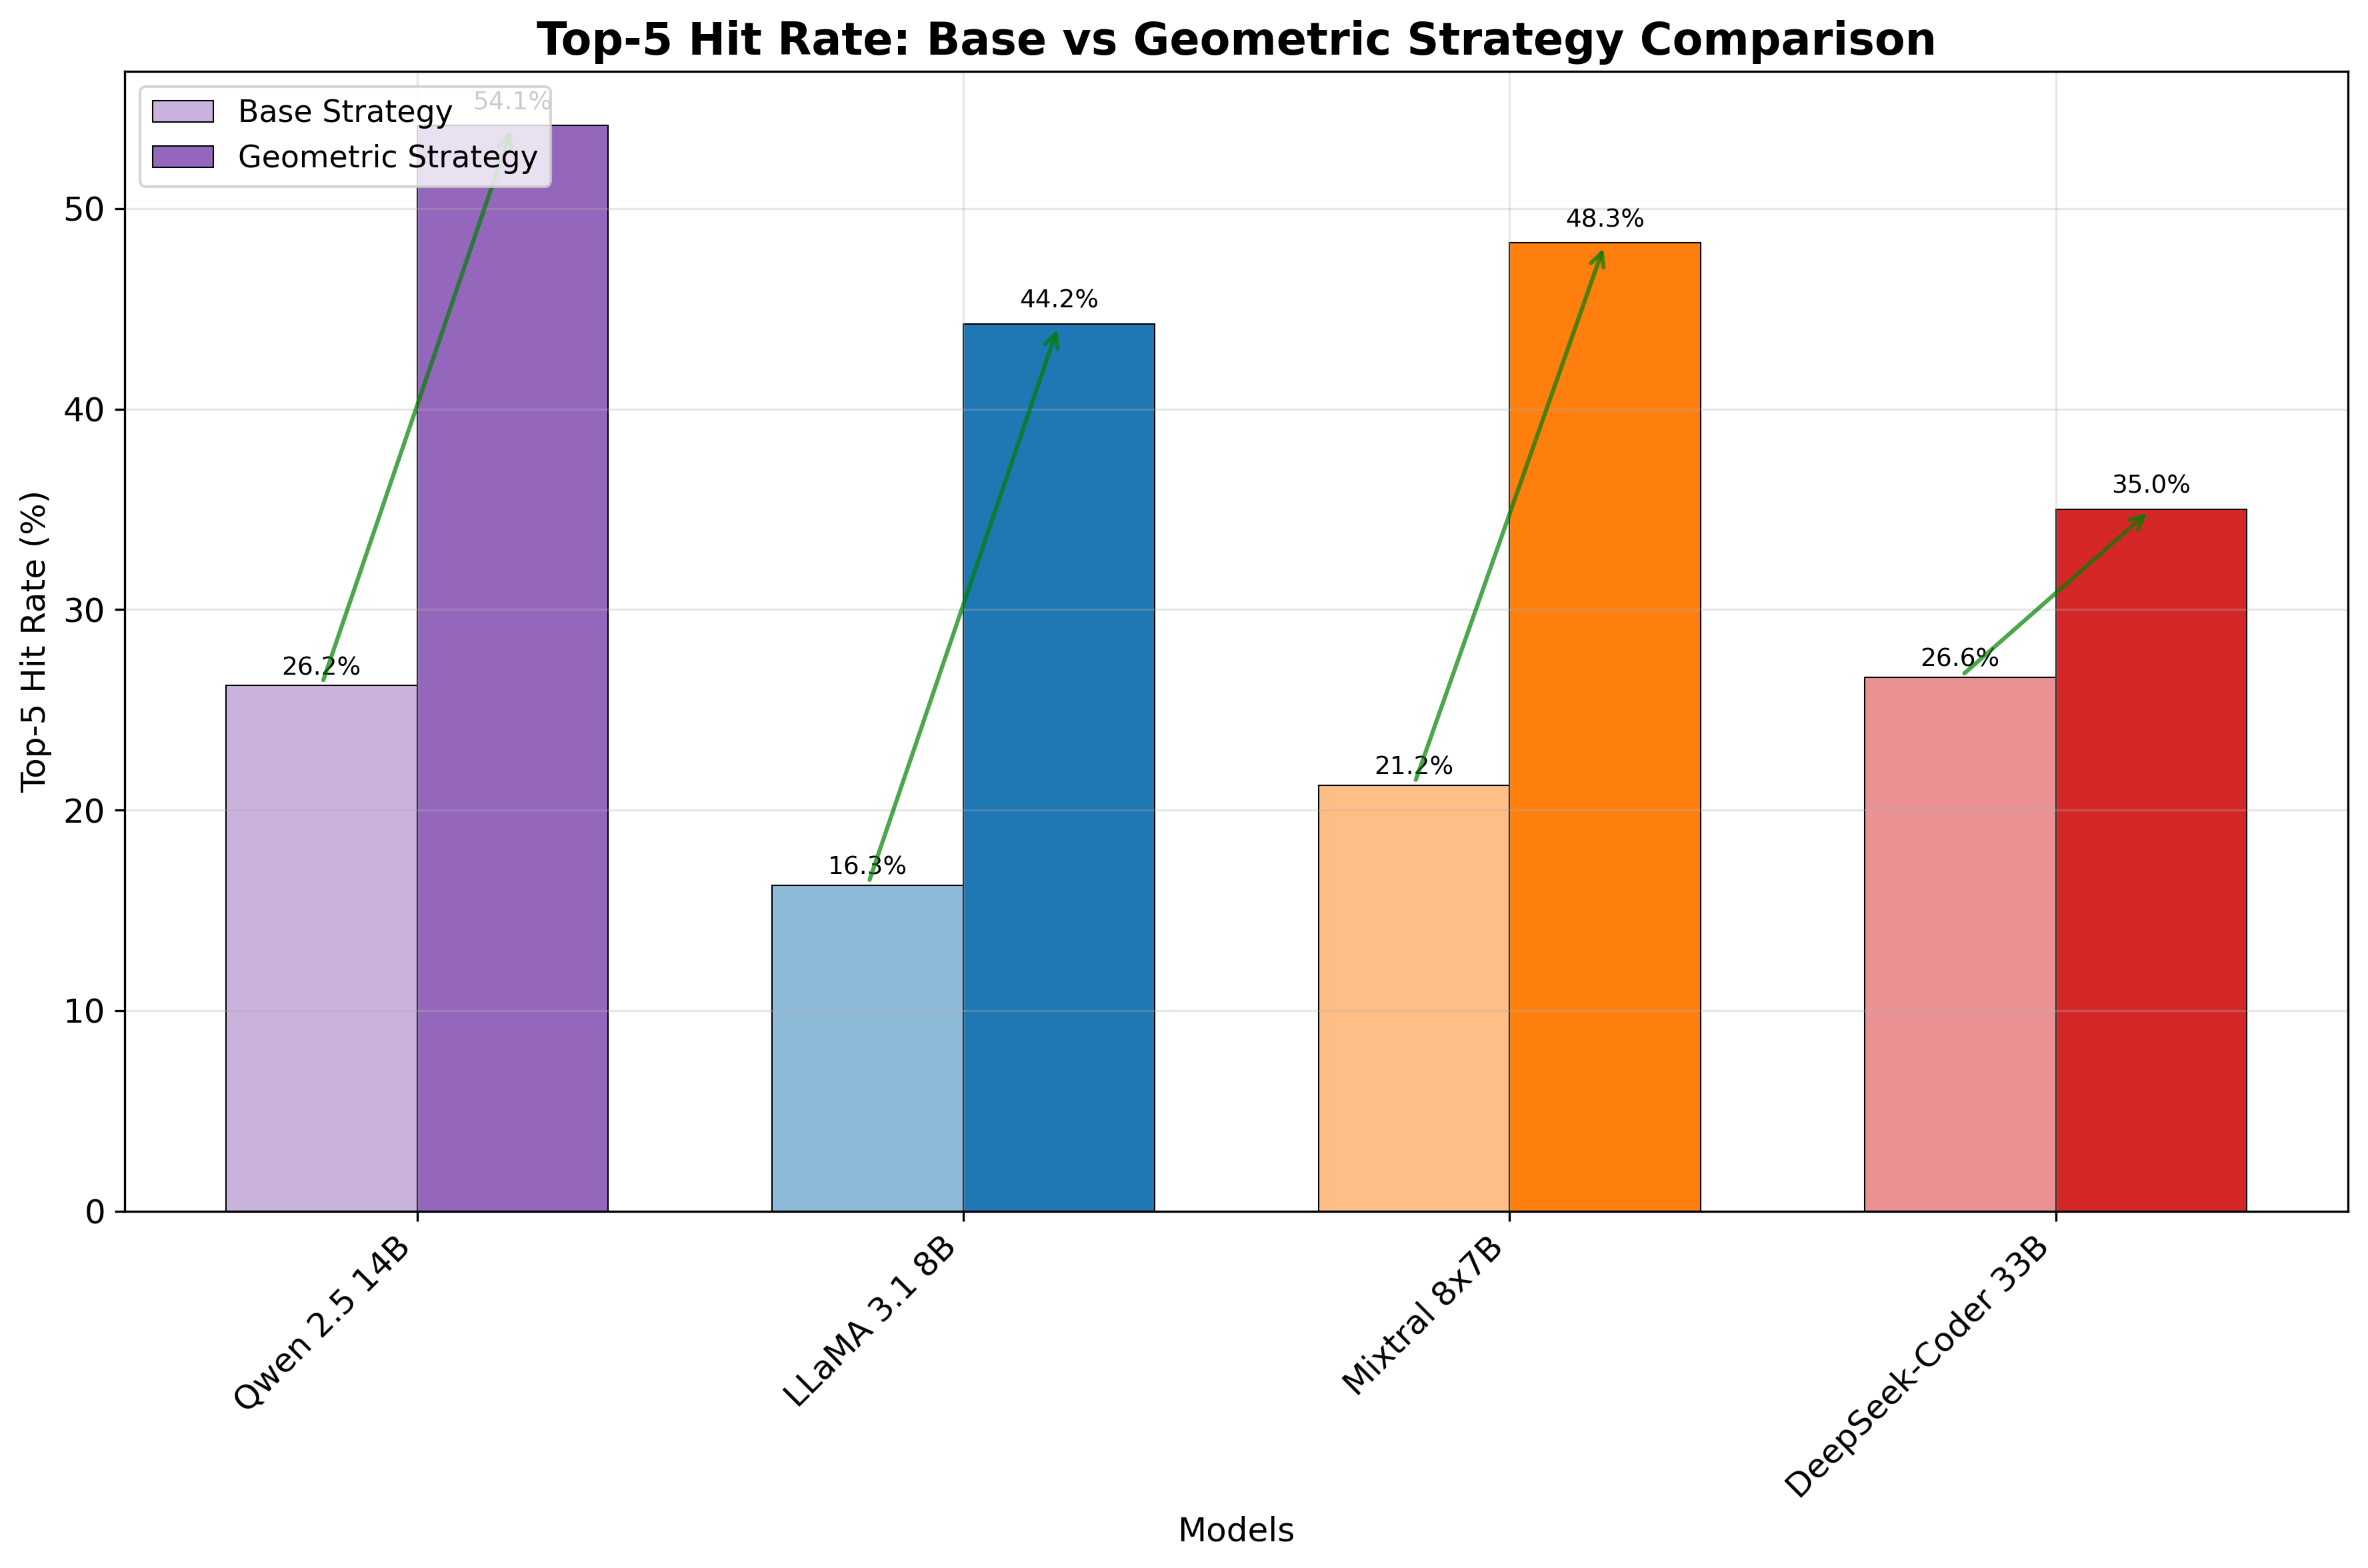 Top-5 Hit Rate: Base vs Geometric Strategy Comparison
Base Strategy
Geometric Strategy
54.1%
48.3%
44.2%
35.0%
26.2%
26.6%
21.2%
16.3%
Top-5 Hit Rate (%)
50
40
30
20
10
0
Qwen 2.5 14B
LLaMA 3.1 8B
Mixtral 8x7B
DeepSeek-Coder 33B
Models